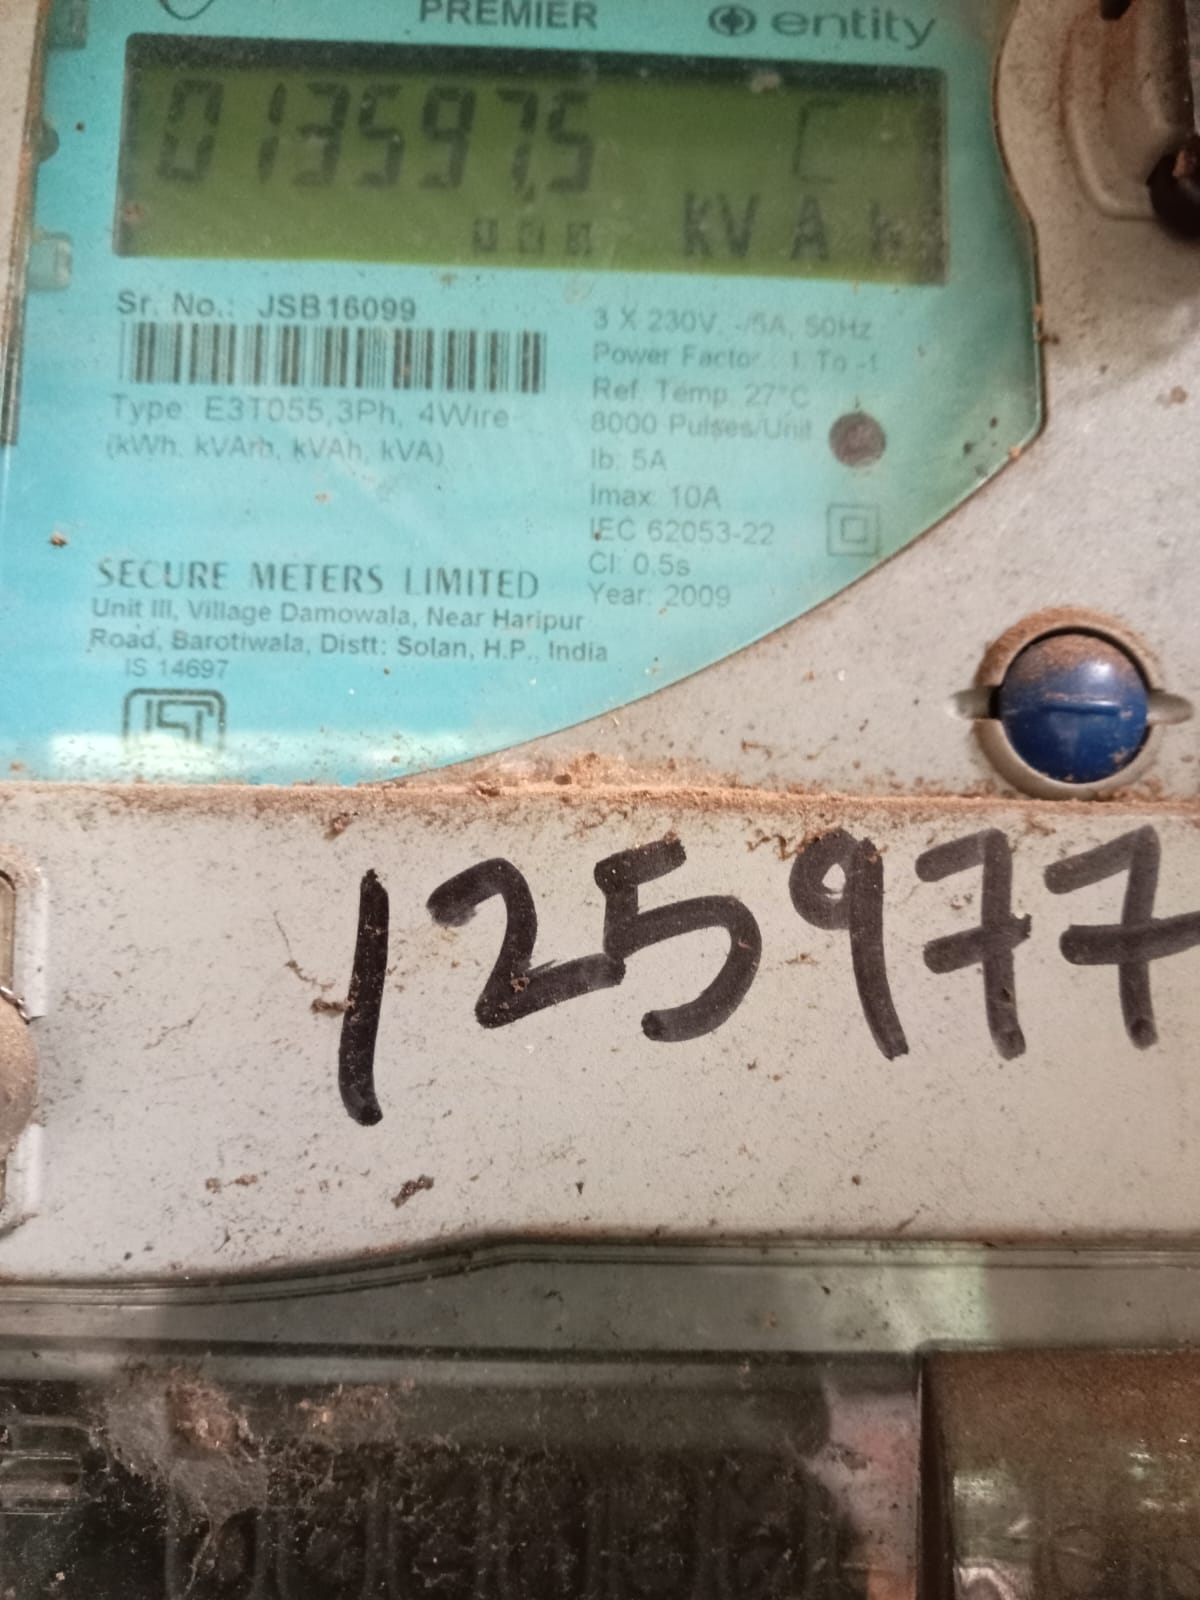 PREMIER
entity
013597.5 C
kVAh
Sr. No.: JSB16099
Type E3T055,3Ph, 4Wire
(kWh, kVArh, kVAh, kVA)
3 X 230V, -/5A, 50Hz
Power Factor : 1 To -1
Ref. Temp. 27°C
8000 Pulses/Unit
Ib: 5A
Imax: 10A
IEC 62053-22
Cl: 0.5s
Year: 2009
SECURE METERS LIMITED
Unit III, Village Damowala, Near Haripur
Road, Barotiwala, Distt: Solan, H.P., India
IS 14697
125977